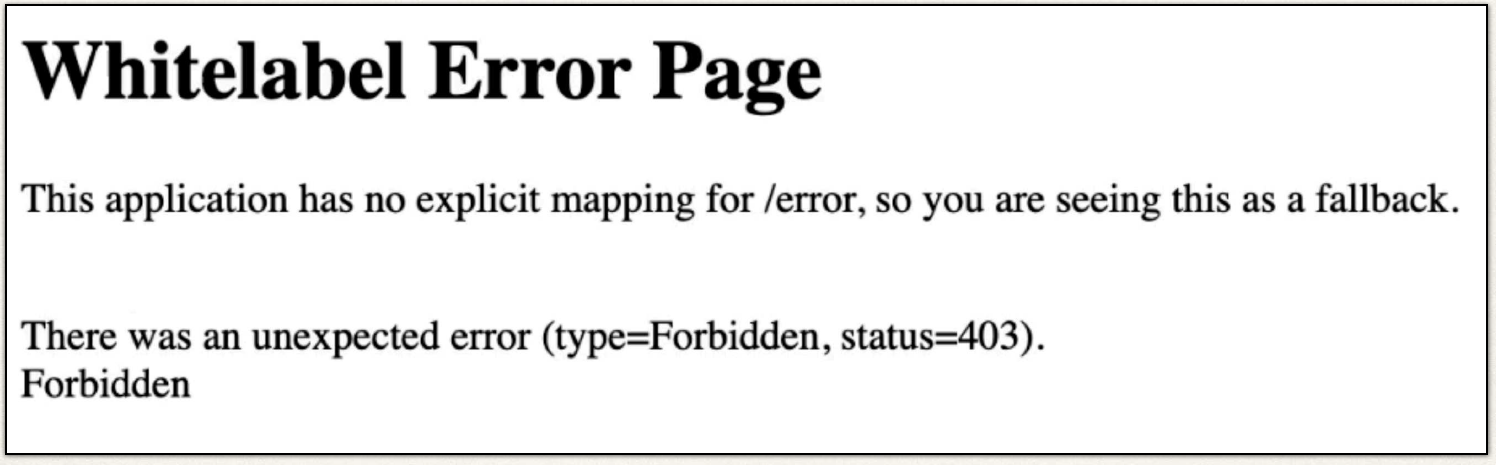 Whitelabel Error Page
This application has no explicit mapping for /error, so you are seeing this as a fallback.
There was an unexpected error (type=Forbidden, status=403).
Forbidden